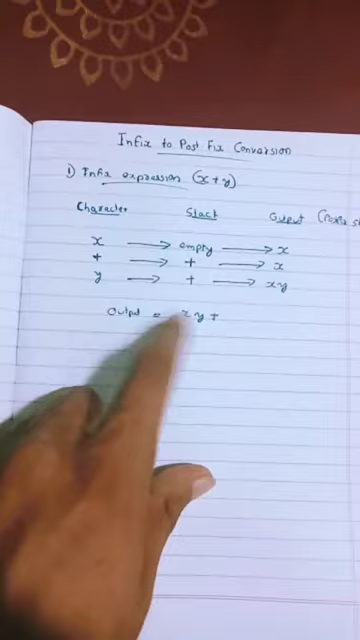 Infix to Post Fix Conversion
1) Infix expression (x+y)
Character Stack Output
x → empty → x
+ → + → x
y → + → xy
Output = xy+